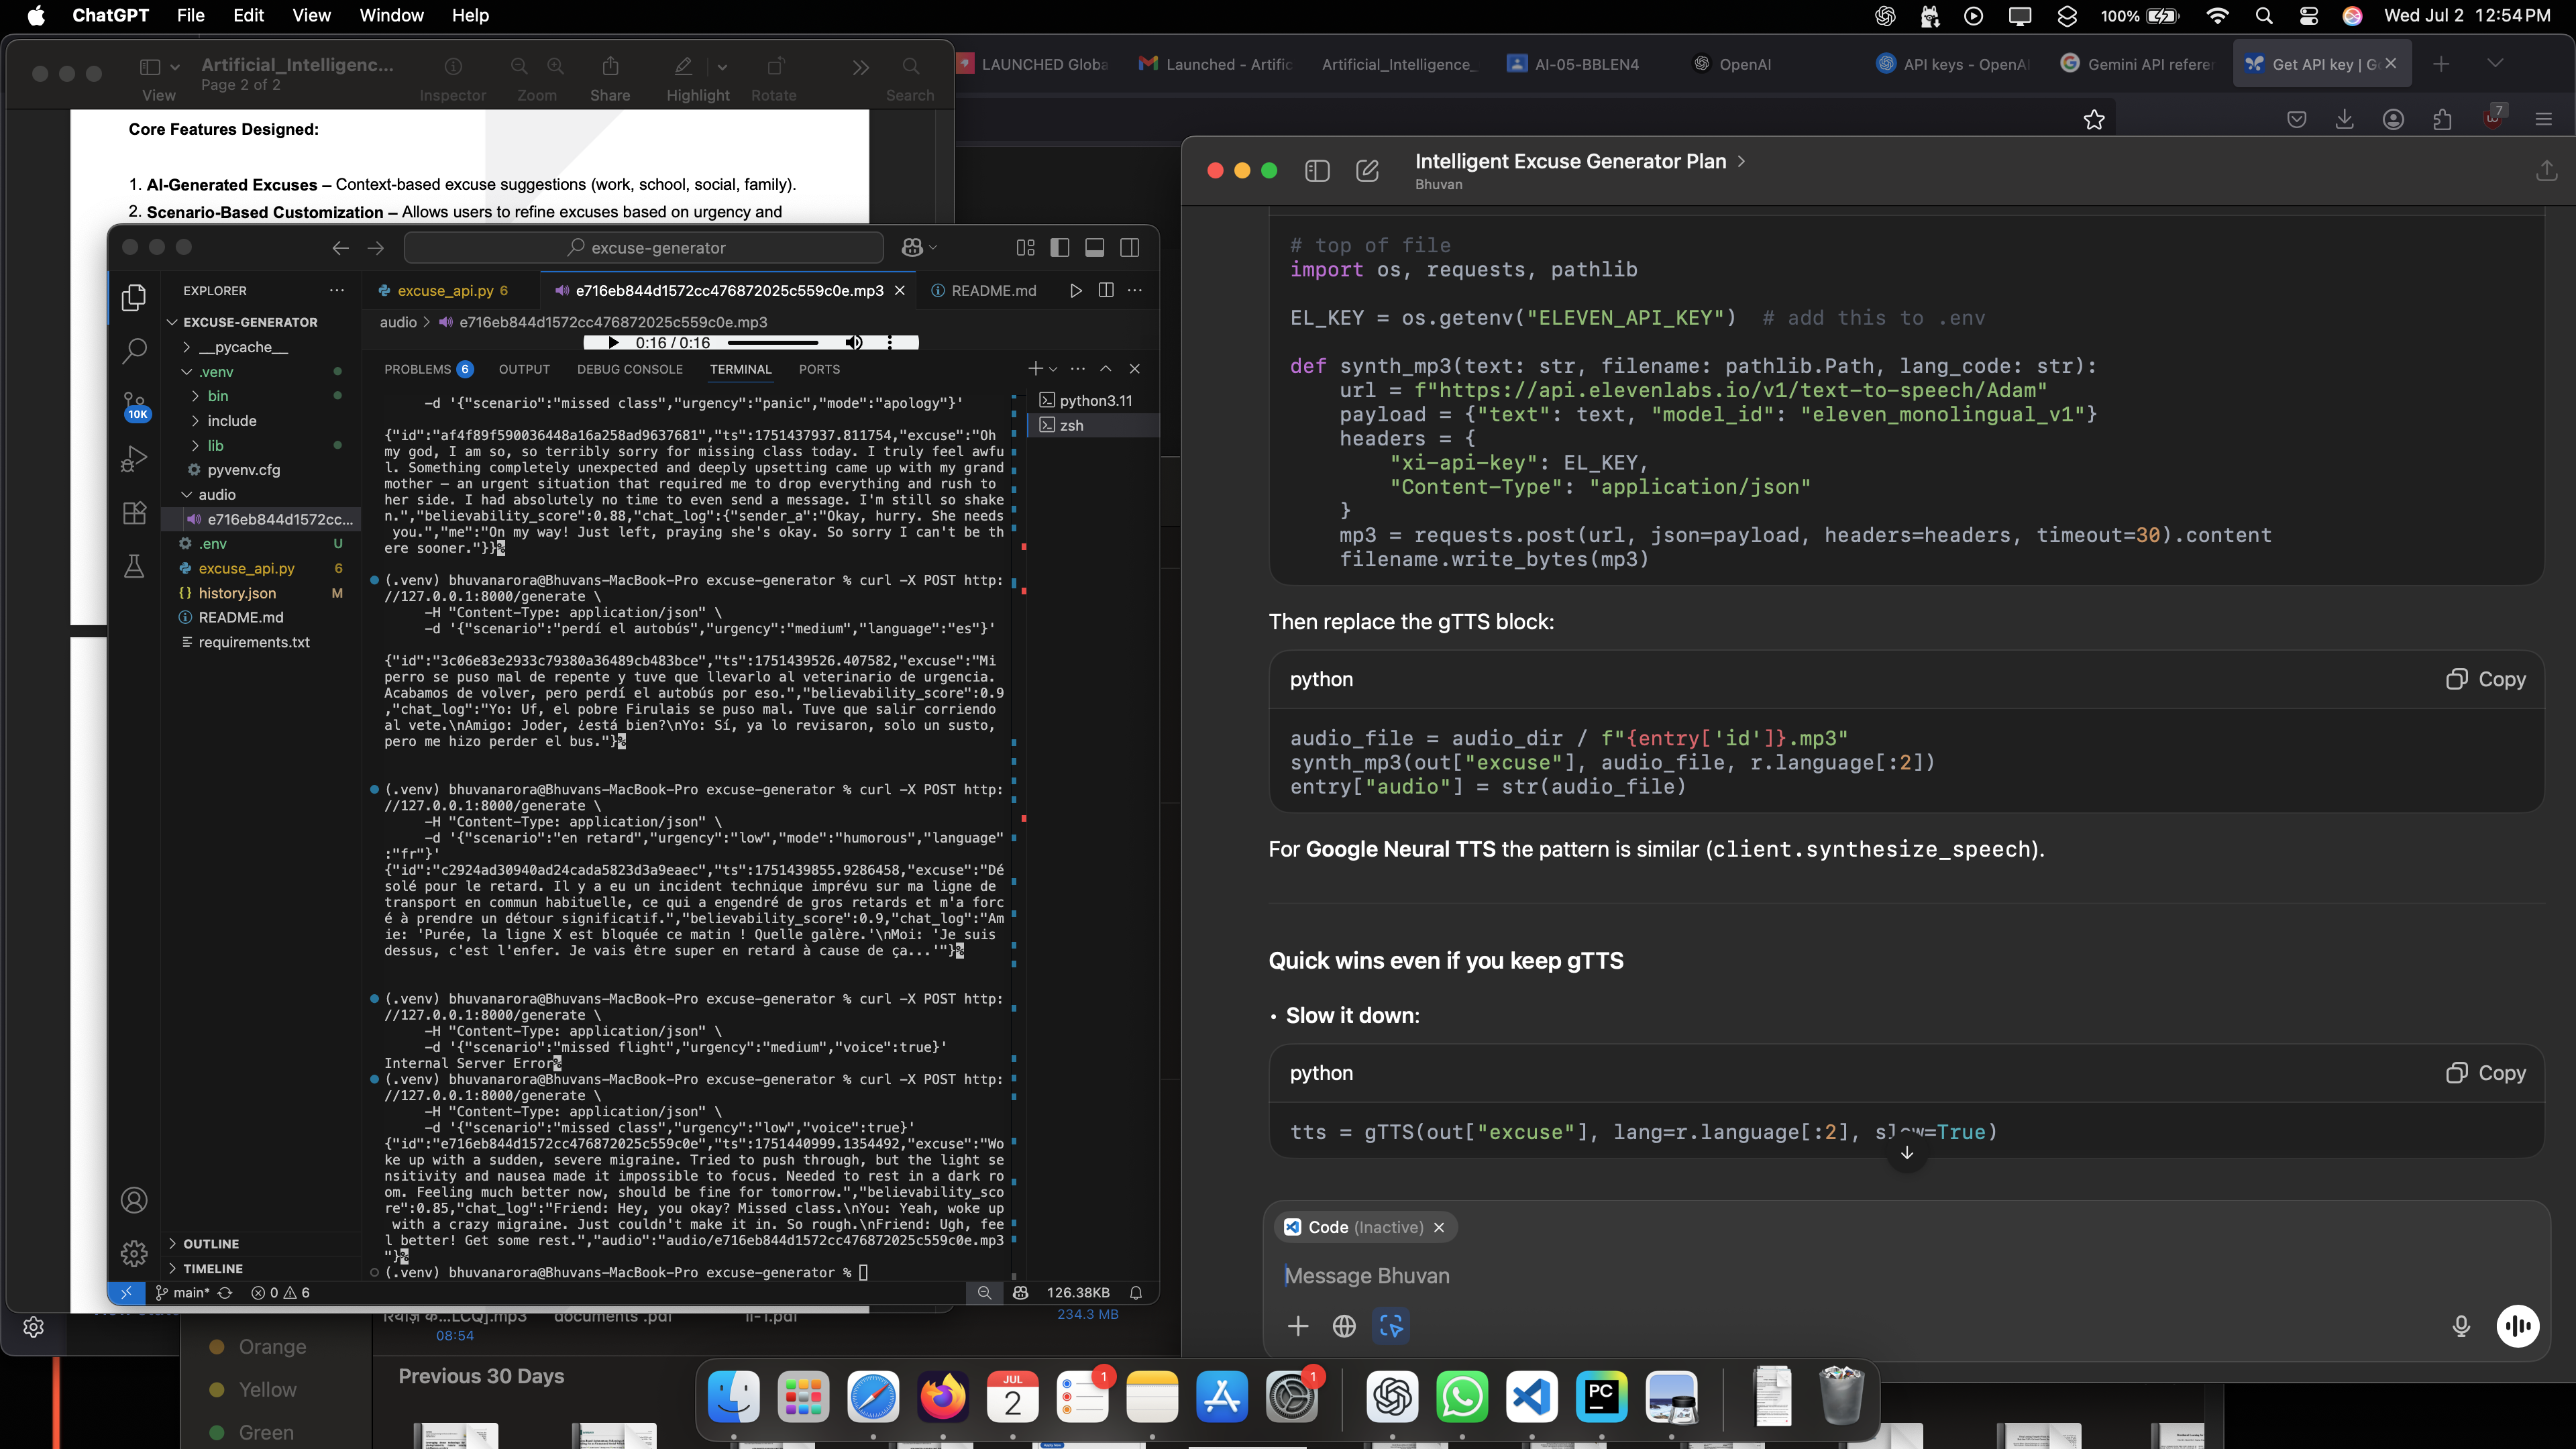 ChatGPT File Edit View Window Help
100% Wed Jul 2 12:54 PM
Artificial_Intelligenc...
Page 2 of 2
View Inspector Zoom Share Highlight Rotate Search
LAUNCHED Globa
Launched - Artific
Artificial_Intelligence_
AI-05-BBLEN4
OpenAI
API keys - OpenAI
Gemini API referen
Get API key | G
7
Core Features Designed:
1. AI-Generated Excuses – Context-based excuse suggestions (work, school, social, family).
2. Scenario-Based Customization – Allows users to refine excuses based on urgency and
excuse-generator
EXPLORER
EXCUSE-GENERATOR
__pycache__
.venv
bin
include
lib
pyvenv.cfg
audio
e716eb844d1572cc...
.env U
excuse_api.py 6
history.json M
README.md
requirements.txt
OUTLINE
TIMELINE
10K
excuse_api.py 6
e716eb844d1572cc476872025c559c0e.mp3
README.md
audio > e716eb844d1572cc476872025c559c0e.mp3
0:16 / 0:16
PROBLEMS 6 OUTPUT DEBUG CONSOLE TERMINAL PORTS
python3.11
zsh
-d '{"scenario":"missed class","urgency":"panic","mode":"apology"}'
{"id":"af4f89f590036448a16a258ad9637681","ts":1751437937.811754,"excuse":"Oh
my god, I am so, so terribly sorry for missing class today. I truly feel awfu
l. Something completely unexpected and deeply upsetting came up with my grand
mother — an urgent situation that required me to drop everything and rush to
her side. I had absolutely no time to even send a message. I'm still so shake
n.","believability_score":0.88,"chat_log":{"sender_a":"Okay, hurry. She needs
you.","me":"On my way! Just left, praying she's okay. So sorry I can't be th
ere sooner."}}%
(.venv) bhuvanarora@Bhuvans-MacBook-Pro excuse-generator % curl -X POST http:
//127.0.0.1:8000/generate \
-H "Content-Type: application/json" \
-d '{"scenario":"perdí el autobús","urgency":"medium","language":"es"}'
{"id":"3c06e83e2933c79380a36489cb483bce","ts":1751439526.407582,"excuse":"Mi
perro se puso mal de repente y tuve que llevarlo al veterinario de urgencia.
Acabamos de volver, pero perdí el autobús por eso.","believability_score":0.9
,"chat_log":"Yo: Uf, el pobre Firulais se puso mal. Tuve que salir corriendo
al vete.\nAmigo: Joder, ¿está bien?\nYo: Sí, ya lo revisaron, solo un susto,
pero me hizo perder el bus."}%
(.venv) bhuvanarora@Bhuvans-MacBook-Pro excuse-generator % curl -X POST http:
//127.0.0.1:8000/generate \
-H "Content-Type: application/json" \
-d '{"scenario":"en retard","urgency":"low","mode":"humorous","language"
:"fr"}'
{"id":"c2924ad30940ad24cada5823d3a9eaec","ts":1751439855.9286458,"excuse":"Dé
solé pour le retard. Il y a eu un incident technique imprévu sur ma ligne de
transport en commun habituelle, ce qui a engendré de gros retards et m'a forc
é à prendre un détour significatif.","believability_score":0.9,"chat_log":"Am
ie: 'Purée, la ligne X est bloquée ce matin ! Quelle galère.'\nMoi: 'Je suis
dessus, c'est l'enfer. Je vais être super en retard à cause de ça...'"}%
(.venv) bhuvanarora@Bhuvans-MacBook-Pro excuse-generator % curl -X POST http:
//127.0.0.1:8000/generate \
-H "Content-Type: application/json" \
-d '{"scenario":"missed flight","urgency":"medium","voice":true}'
Internal Server Error%
(.venv) bhuvanarora@Bhuvans-MacBook-Pro excuse-generator % curl -X POST http:
//127.0.0.1:8000/generate \
-H "Content-Type: application/json" \
-d '{"scenario":"missed class","urgency":"low","voice":true}'
{"id":"e716eb844d1572cc476872025c559c0e","ts":1751440999.1354492,"excuse":"Wo
ke up with a sudden, severe migraine. Tried to push through, but the light se
nsitivity and nausea made it impossible to focus. Needed to rest in a dark ro
om. Feeling much better now, should be fine for tomorrow.","believability_sco
re":0.85,"chat_log":"Friend: Hey, you okay? Missed class.\nYou: Yeah, woke up
with a crazy migraine. Just couldn't make it in. So rough.\nFriend: Ugh, fee
l better! Get some rest.","audio":"audio/e716eb844d1572cc476872025c559c0e.mp3
"}%
(.venv) bhuvanarora@Bhuvans-MacBook-Pro excuse-generator %
main* 0 6 126.38KB
08:54
documents .pdf
II-1.pdf
234.3 MB
Orange
Yellow
Green
Previous 30 Days
Intelligent Excuse Generator Plan >
Bhuvan
# top of file
import os, requests, pathlib
EL_KEY = os.getenv("ELEVEN_API_KEY") # add this to .env
def synth_mp3(text: str, filename: pathlib.Path, lang_code: str):
url = f"https://api.elevenlabs.io/v1/text-to-speech/Adam"
payload = {"text": text, "model_id": "eleven_monolingual_v1"}
headers = {
"xi-api-key": EL_KEY,
"Content-Type": "application/json"
}
mp3 = requests.post(url, json=payload, headers=headers, timeout=30).content
filename.write_bytes(mp3)
Then replace the gTTS block:
python Copy
audio_file = audio_dir / f"{entry['id']}.mp3"
synth_mp3(out["excuse"], audio_file, r.language[:2])
entry["audio"] = str(audio_file)
For Google Neural TTS the pattern is similar (client.synthesize_speech).
Quick wins even if you keep gTTS
• Slow it down:
python Copy
tts = gTTS(out["excuse"], lang=r.language[:2], slow=True)
Code (Inactive)
Message Bhuvan
JUL
2
1
1
PC